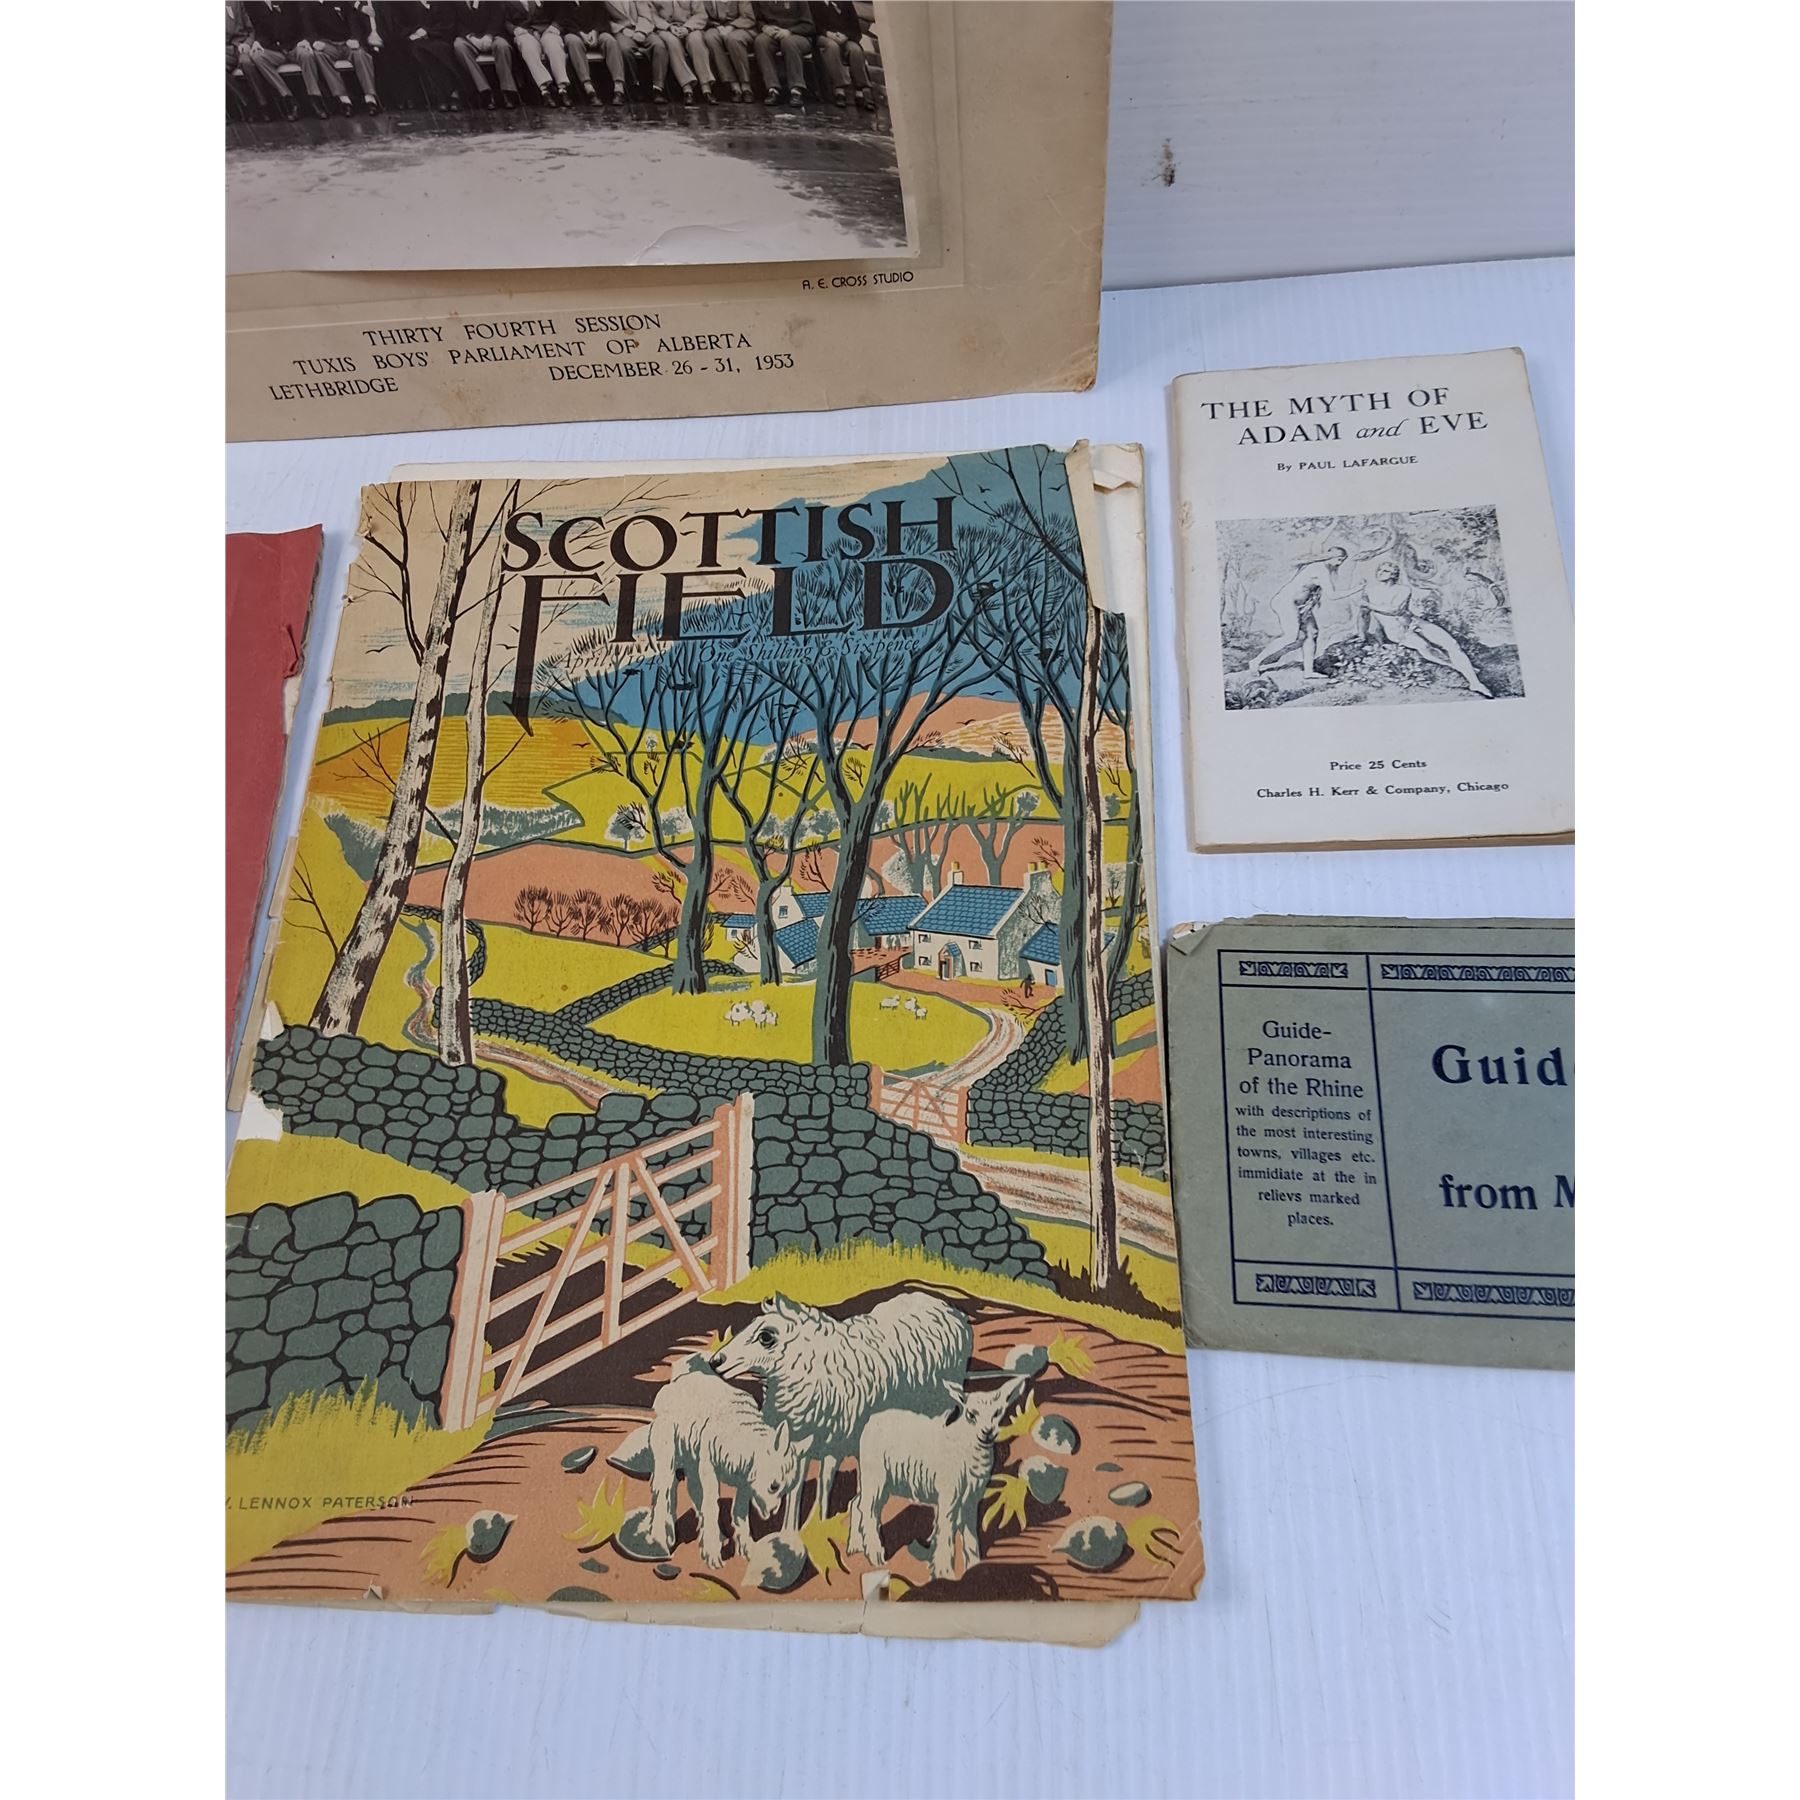 A. E. CROSS STUDIO
THIRTY FOURTH SESSION
TUXIS BOYS' PARLIAMENT OF ALBERTA
LETHBRIDGE DECEMBER 26 - 31, 1953
SCOTTISH
FIELD
April, One Shilling & Sixpence
LENNOX PATERSON
THE MYTH OF
ADAM and EVE
By PAUL LAFARGUE
Price 25 Cents
Charles H. Kerr & Company, Chicago
Guide-
Panorama
of the Rhine
with descriptions of
the most interesting
towns, villages etc.
immidiate at the in
relievs marked
places.
Guid
from M